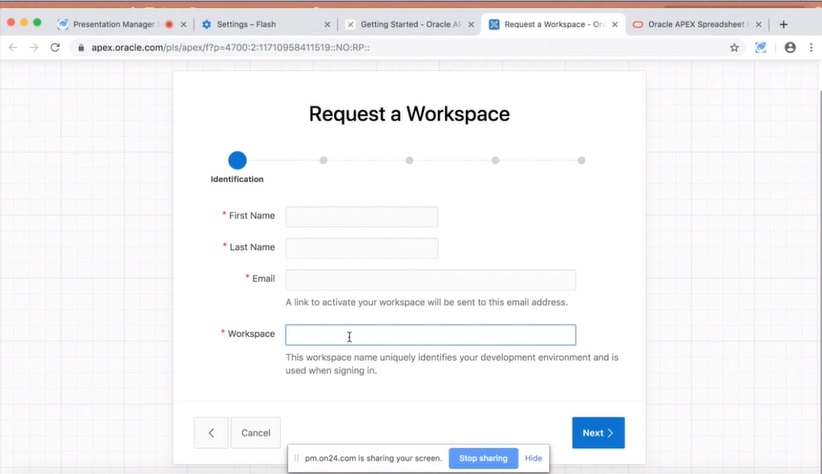 Presentation Manager
Settings – Flash
Getting Started - Oracle AP
Request a Workspace - Ora
Oracle APEX Spreadsheet
apex.oracle.com/pls/apex/f?p=4700:2:11710958411519::NO:RP::
Request a Workspace
Identification
* First Name
* Last Name
* Email
A link to activate your workspace will be sent to this email address.
* Workspace
This workspace name uniquely identifies your development environment and is
used when signing in.
Cancel
Next
pm.on24.com is sharing your screen.
Stop sharing
Hide